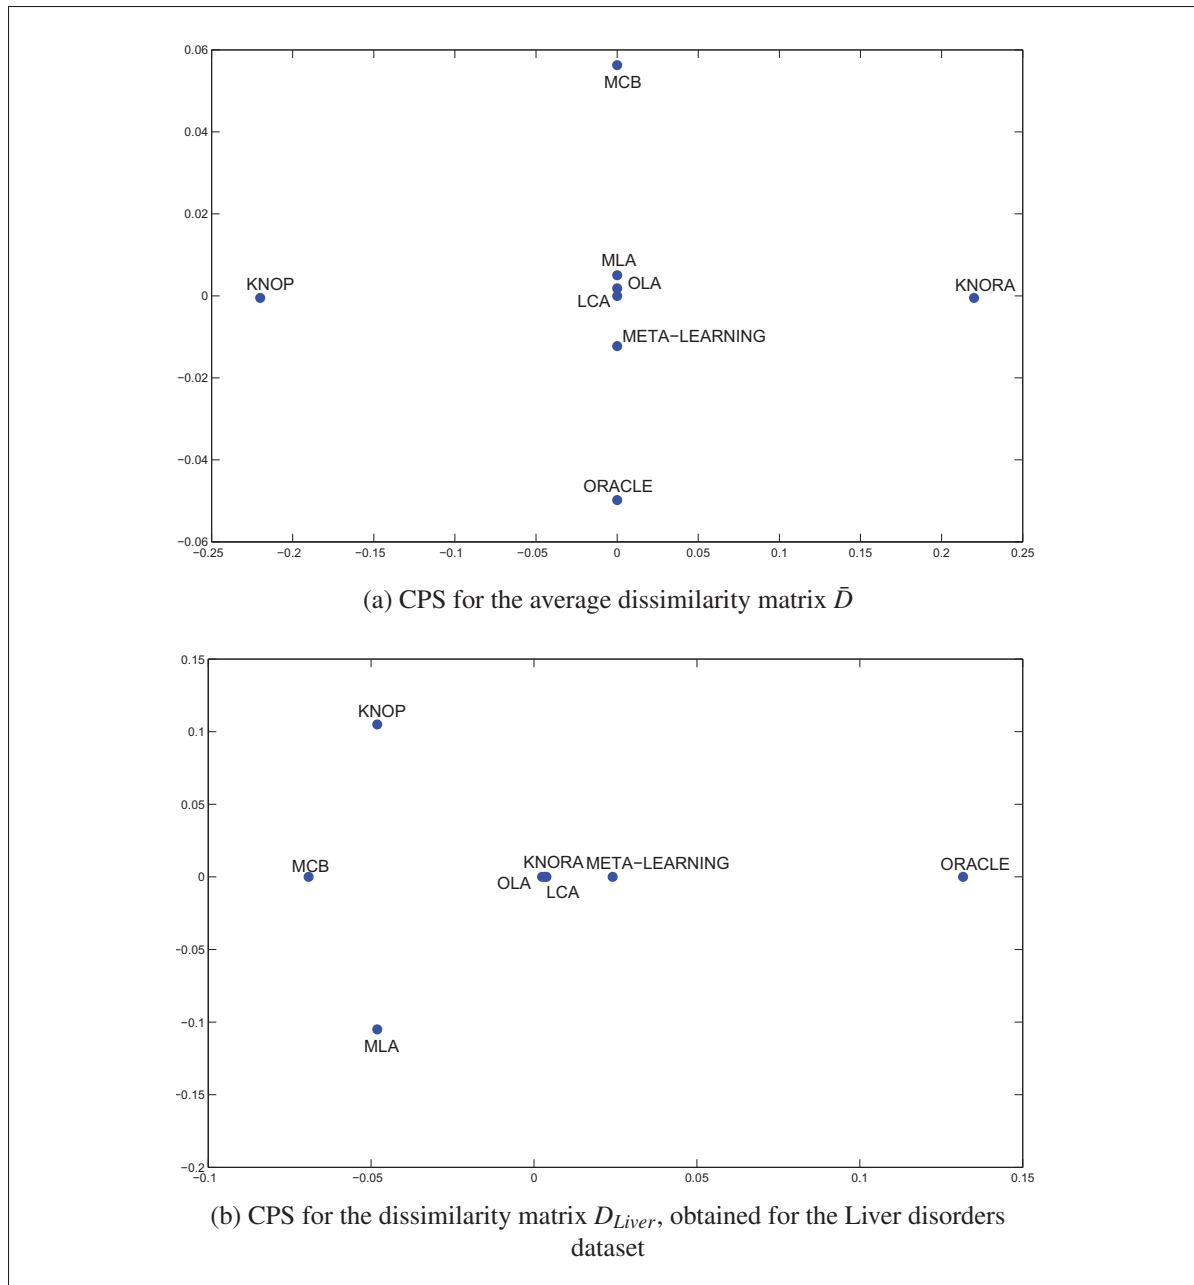 0.06
MCB
0.04
0.02
MLA
OLA
KNOP
KNORA
0
LCA
META−LEARNING
−0.02
−0.04
ORACLE
−0.06
−0.25 −0.2 −0.15 −0.1 −0.05 0 0.05 0.1 0.15 0.2 0.25
(a) CPS for the average dissimilarity matrix D̄
0.15
KNOP
0.1
0.05
MCB KNORA META−LEARNING ORACLE
0
OLA
LCA
−0.05
−0.1
MLA
−0.15
−0.2
−0.1 −0.05 0 0.05 0.1 0.15
(b) CPS for the dissimilarity matrix D_Liver, obtained for the Liver disorders
dataset